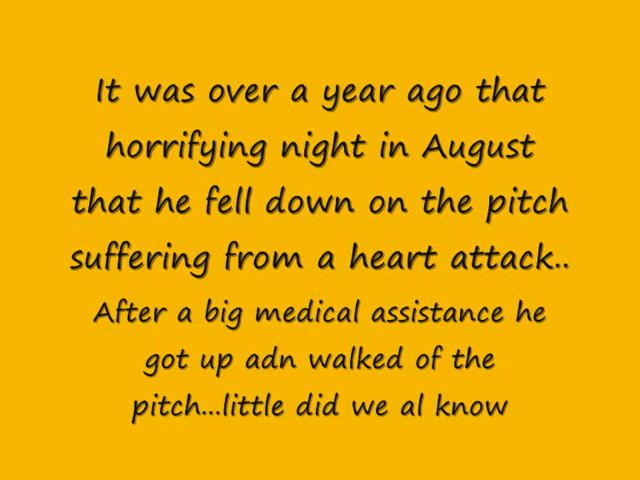 It was over a year ago that
horrifying night in August
that he fell down on the pitch
suffering from a heart attack..
After a big medical assistance he
got up adn walked of the
pitch...little did we al know